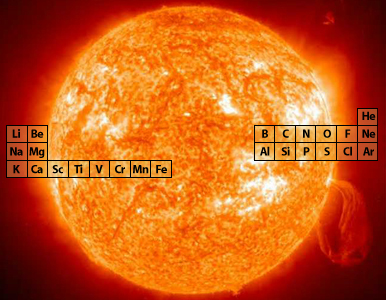 He
Li Be B C N O F Ne
Na Mg Al Si P S Cl Ar
K Ca Sc Ti V Cr Mn Fe